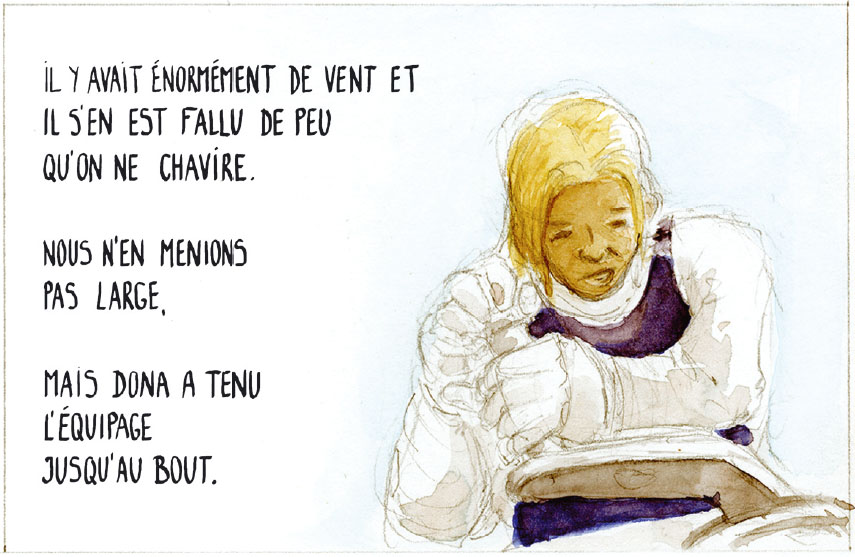 IL Y AVAIT ÉNORMÉMENT DE VENT ET
IL S'EN EST FALLU DE PEU
QU'ON NE CHAVIRE.
NOUS N'EN MENIONS
PAS LARGE,
MAIS DONA A TENU
L'ÉQUIPAGE
JUSQU'AU BOUT.